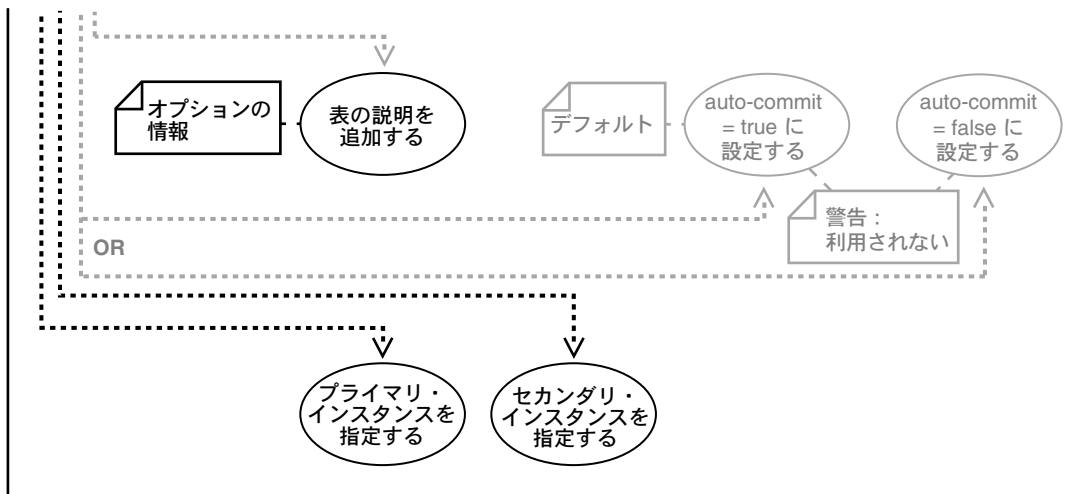 オプションの
情報
表の説明を
追加する
デフォルト
auto-commit
= true に
設定する
auto-commit
= false に
設定する
警告：
利用されない
OR
プライマリ・
インスタンスを
指定する
セカンダリ・
インスタンスを
指定する